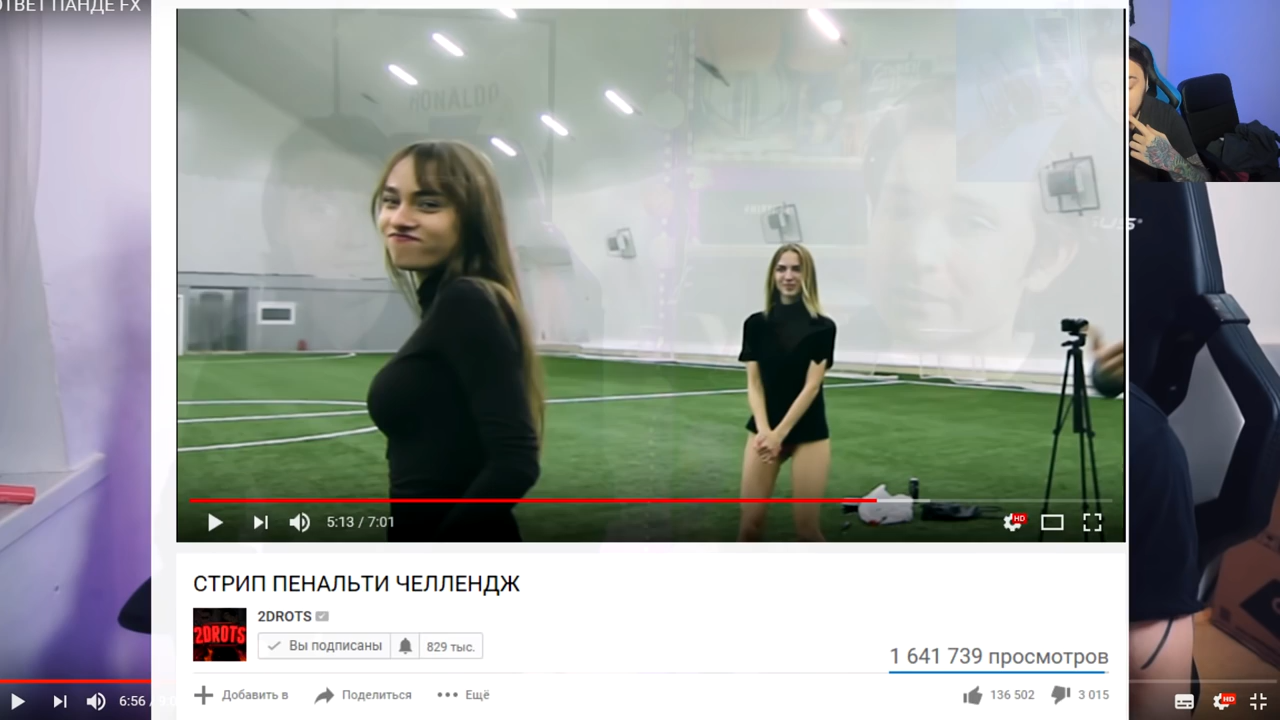 ОТВЕТ ПАНДЕ FX
RONALDO
5:13 / 7:01
HD
СТРИП ПЕНАЛЬТИ ЧЕЛЛЕНДЖ
2DROTS
2DROTS
Вы подписаны
829 тыс.
1 641 739 просмотров
Добавить в
Поделиться
Ещё
136 502
3 015
6:56 /
HD